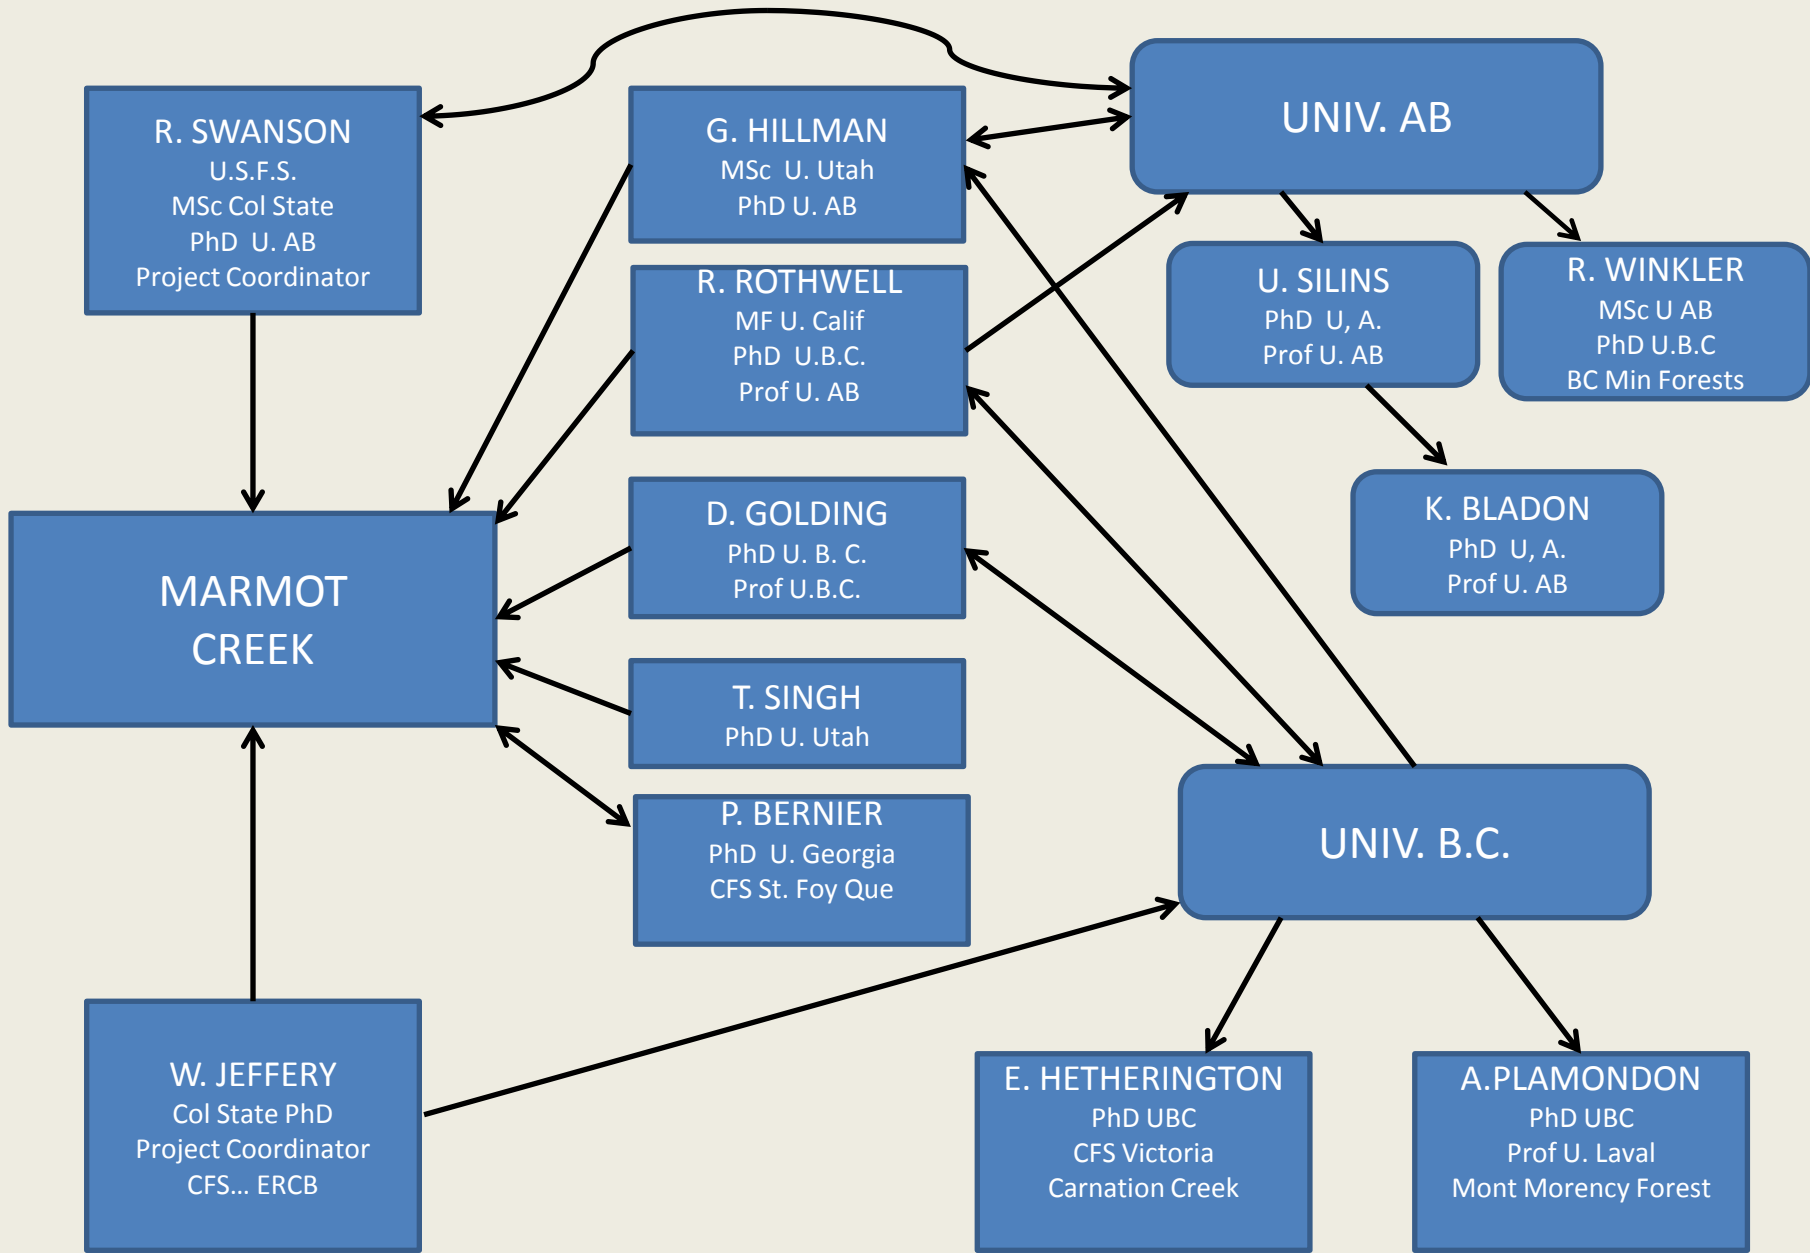 R. SWANSON
U.S.F.S.
MSc Col State
PhD U. AB
Project Coordinator
G. HILLMAN
MSc U. Utah
PhD U. AB
UNIV. AB
R. ROTHWELL
MF U. Calif
PhD U.B.C.
Prof U. AB
U. SILINS
PhD U, A.
Prof U. AB
R. WINKLER
MSc U AB
PhD U.B.C
BC Min Forests
MARMOT
CREEK
D. GOLDING
PhD U. B. C.
Prof U.B.C.
K. BLADON
PhD U, A.
Prof U. AB
T. SINGH
PhD U. Utah
P. BERNIER
PhD U. Georgia
CFS St. Foy Que
UNIV. B.C.
W. JEFFERY
Col State PhD
Project Coordinator
CFS... ERCB
E. HETHERINGTON
PhD UBC
CFS Victoria
Carnation Creek
A.PLAMONDON
PhD UBC
Prof U. Laval
Mont Morency Forest